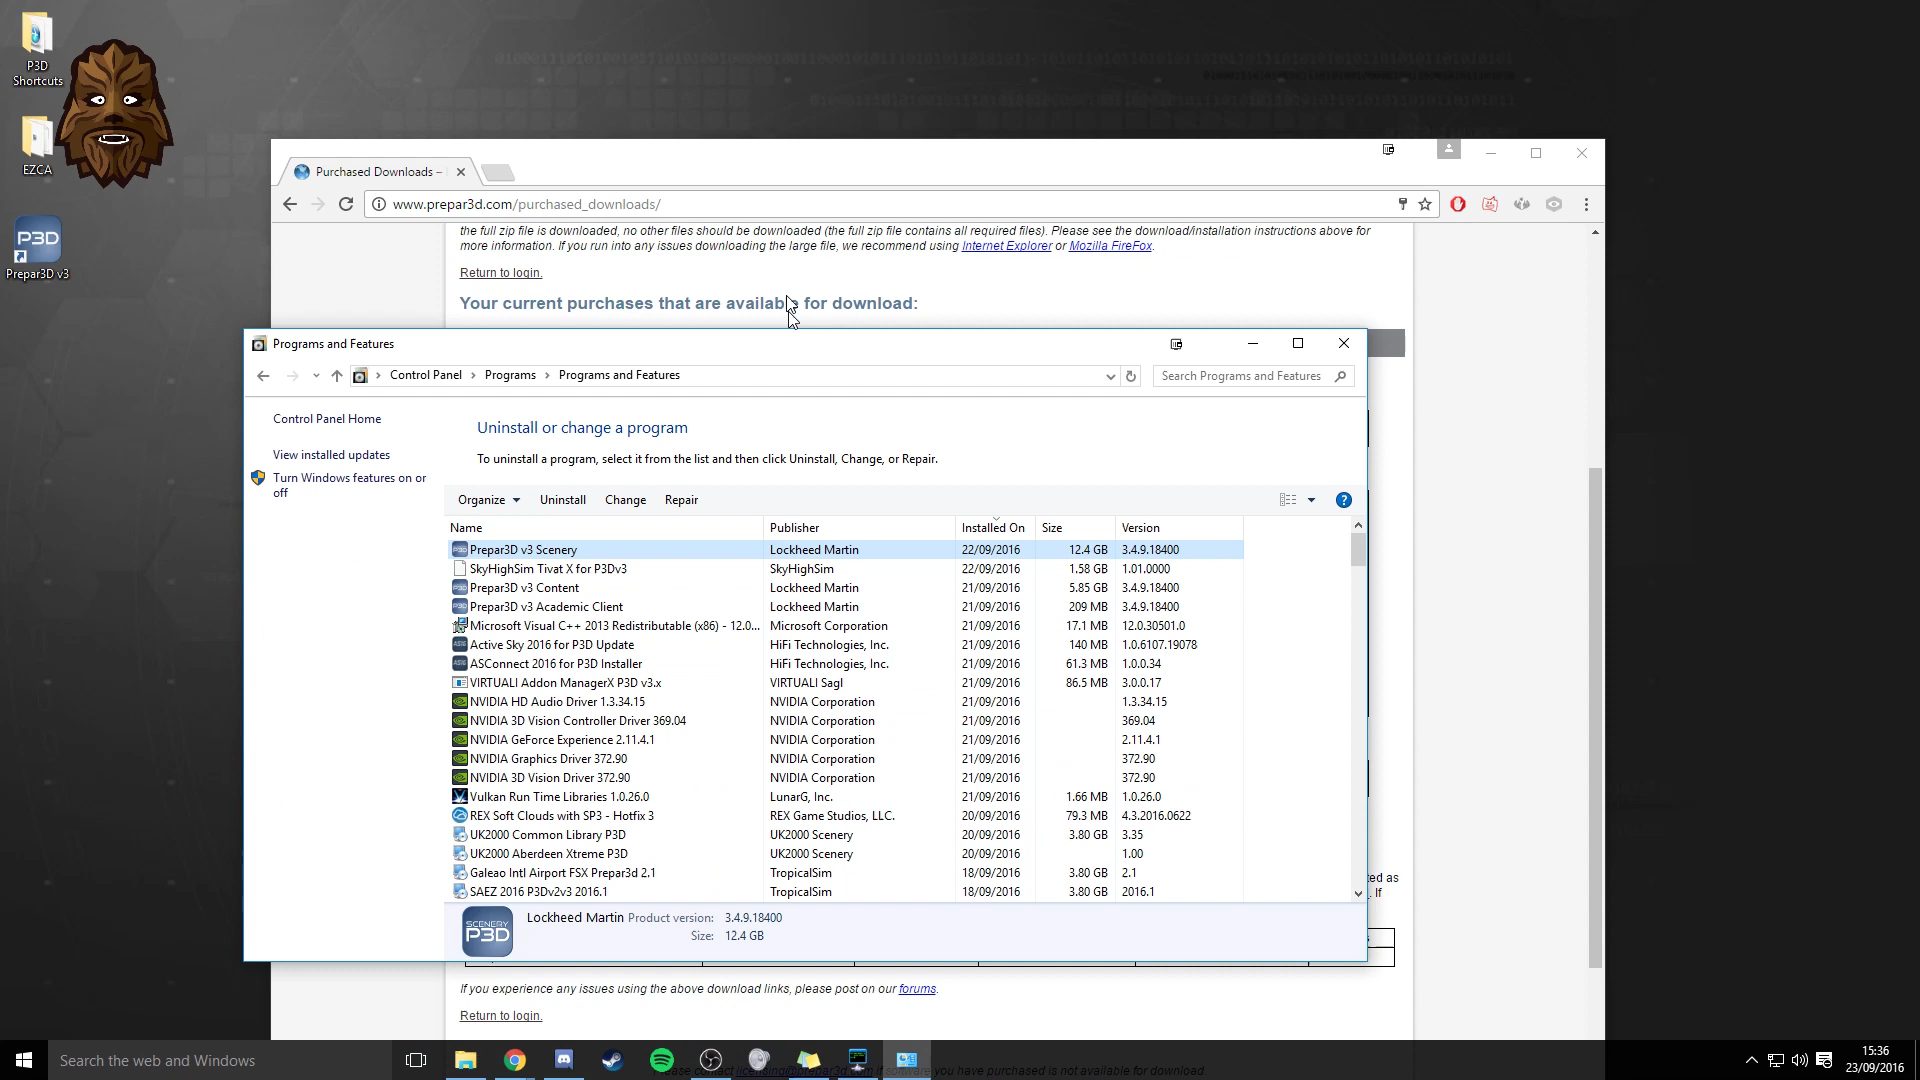 P3D
Shortcuts
EZCA
P3D
Prepar3D v3
Purchased Downloads –
www.prepar3d.com/purchased_downloads/
the full zip file is downloaded, no other files should be downloaded (the full zip file contains all required files). Please see the download/installation instructions above for
more information. If you run into any issues downloading the large file, we recommend using Internet Explorer or Mozilla FireFox.
Return to login.
Your current purchases that are available for download:
Programs and Features
Control Panel > Programs > Programs and Features
Search Programs and Features
Control Panel Home
View installed updates
Turn Windows features on or
off
Uninstall or change a program
To uninstall a program, select it from the list and then click Uninstall, Change, or Repair.
Organize Uninstall Change Repair
Name Publisher Installed On Size Version
Prepar3D v3 Scenery Lockheed Martin 22/09/2016 12.4 GB 3.4.9.18400
SkyHighSim Tivat X for P3Dv3 SkyHighSim 22/09/2016 1.58 GB 1.01.0000
Prepar3D v3 Content Lockheed Martin 21/09/2016 5.85 GB 3.4.9.18400
Prepar3D v3 Academic Client Lockheed Martin 21/09/2016 209 MB 3.4.9.18400
Microsoft Visual C++ 2013 Redistributable (x86) - 12.0... Microsoft Corporation 21/09/2016 17.1 MB 12.0.30501.0
Active Sky 2016 for P3D Update HiFi Technologies, Inc. 21/09/2016 140 MB 1.0.6107.19078
ASConnect 2016 for P3D Installer HiFi Technologies, Inc. 21/09/2016 61.3 MB 1.0.0.34
VIRTUALI Addon ManagerX P3D v3.x VIRTUALI Sagl 21/09/2016 86.5 MB 3.0.0.17
NVIDIA HD Audio Driver 1.3.34.15 NVIDIA Corporation 21/09/2016 1.3.34.15
NVIDIA 3D Vision Controller Driver 369.04 NVIDIA Corporation 21/09/2016 369.04
NVIDIA GeForce Experience 2.11.4.1 NVIDIA Corporation 21/09/2016 2.11.4.1
NVIDIA Graphics Driver 372.90 NVIDIA Corporation 21/09/2016 372.90
NVIDIA 3D Vision Driver 372.90 NVIDIA Corporation 21/09/2016 372.90
Vulkan Run Time Libraries 1.0.26.0 LunarG, Inc. 21/09/2016 1.66 MB 1.0.26.0
REX Soft Clouds with SP3 - Hotfix 3 REX Game Studios, LLC. 20/09/2016 79.3 MB 4.3.2016.0622
UK2000 Common Library P3D UK2000 Scenery 20/09/2016 3.80 GB 3.35
UK2000 Aberdeen Xtreme P3D UK2000 Scenery 20/09/2016 1.00
Galeao Intl Airport FSX Prepar3d 2.1 TropicalSim 18/09/2016 3.80 GB 2.1
SAEZ 2016 P3Dv2v3 2016.1 TropicalSim 18/09/2016 3.80 GB 2016.1
ted as
. If
SCENERY
P3D
Lockheed Martin Product version: 3.4.9.18400
Size: 12.4 GB
If you experience any issues using the above download links, please post on our forums.
Return to login.
Search the web and Windows
Please contact licensing@prepar3d.com if software you have purchased is not available for download.
15:36
23/09/2016